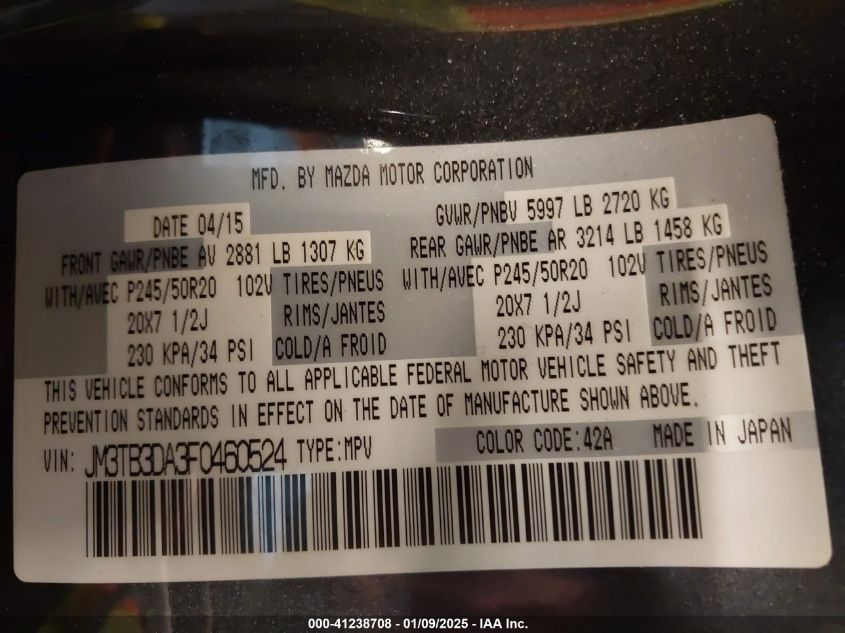 MFD. BY MAZDA MOTOR CORPORATION
DATE 04/15
GVWR/PNBV 5997 LB 2720 KG
FRONT GAWR/PNBE AV 2881 LB 1307 KG
REAR GAWR/PNBE AR 3214 LB 1458 KG
WITH/AVEC P245/50R20 102V TIRES/PNEUS
WITH/AVEC P245/50R20 102V TIRES/PNEUS
20X7 1/2J RIMS/JANTES
20X7 1/2J RIMS/JANTES
230 KPA/34 PSI COLD/A FROID
230 KPA/34 PSI COLD/A FROID
THIS VEHICLE CONFORMS TO ALL APPLICABLE FEDERAL MOTOR VEHICLE SAFETY AND THEFT
PREVENTION STANDARDS IN EFFECT ON THE DATE OF MANUFACTURE SHOWN ABOVE.
VIN: JM3TB3DA3F0460524 TYPE:MPV COLOR CODE:42A MADE IN JAPAN
000-41238708 - 01/09/2025 - IAA Inc.